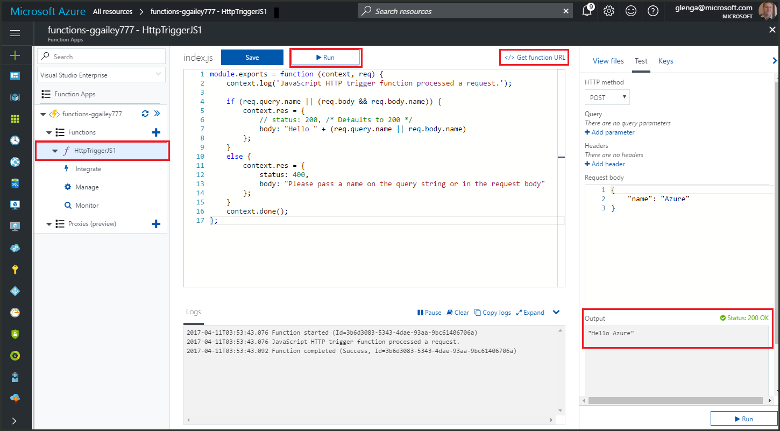 Microsoft Azure
All resources
functions-ggailey777 - HttpTriggerJS1
Search resources
glenga@microsoft.com
MICROSOFT
functions-ggailey777 - HttpTriggerJS1
Function Apps
Search
Visual Studio Enterprise
Function Apps
functions-ggailey777
Functions
HttpTriggerJS1
Integrate
Manage
Monitor
Proxies (preview)
index.js
Save
Run
</> Get function URL
1 module.exports = function (context, req) {
2 context.log('JavaScript HTTP trigger function processed a request.');
3
4 if (req.query.name || (req.body && req.body.name)) {
5 context.res = {
6 // status: 200, /* Defaults to 200 */
7 body: "Hello " + (req.query.name || req.body.name)
8 };
9 }
10 else {
11 context.res = {
12 status: 400,
13 body: "Please pass a name on the query string or in the request body"
14 };
15 }
16 context.done();
17 };
Logs
Pause
Clear
Copy logs
Expand
2017-04-11T03:53:43.076 Function started (Id=3b6d3083-5343-4dae-93aa-9bc61406706a)
2017-04-11T03:53:43.076 JavaScript HTTP trigger function processed a request.
2017-04-11T03:53:43.092 Function completed (Success, Id=3b6d3083-5343-4dae-93aa-9bc61406706a)
View files
Test
Keys
HTTP method
POST
Query
There are no query parameters
Add parameter
Headers
There are no headers
Add header
Request body
1 {
2 "name": "Azure"
3 }
Output
Status: 200 OK
"Hello Azure"
Run